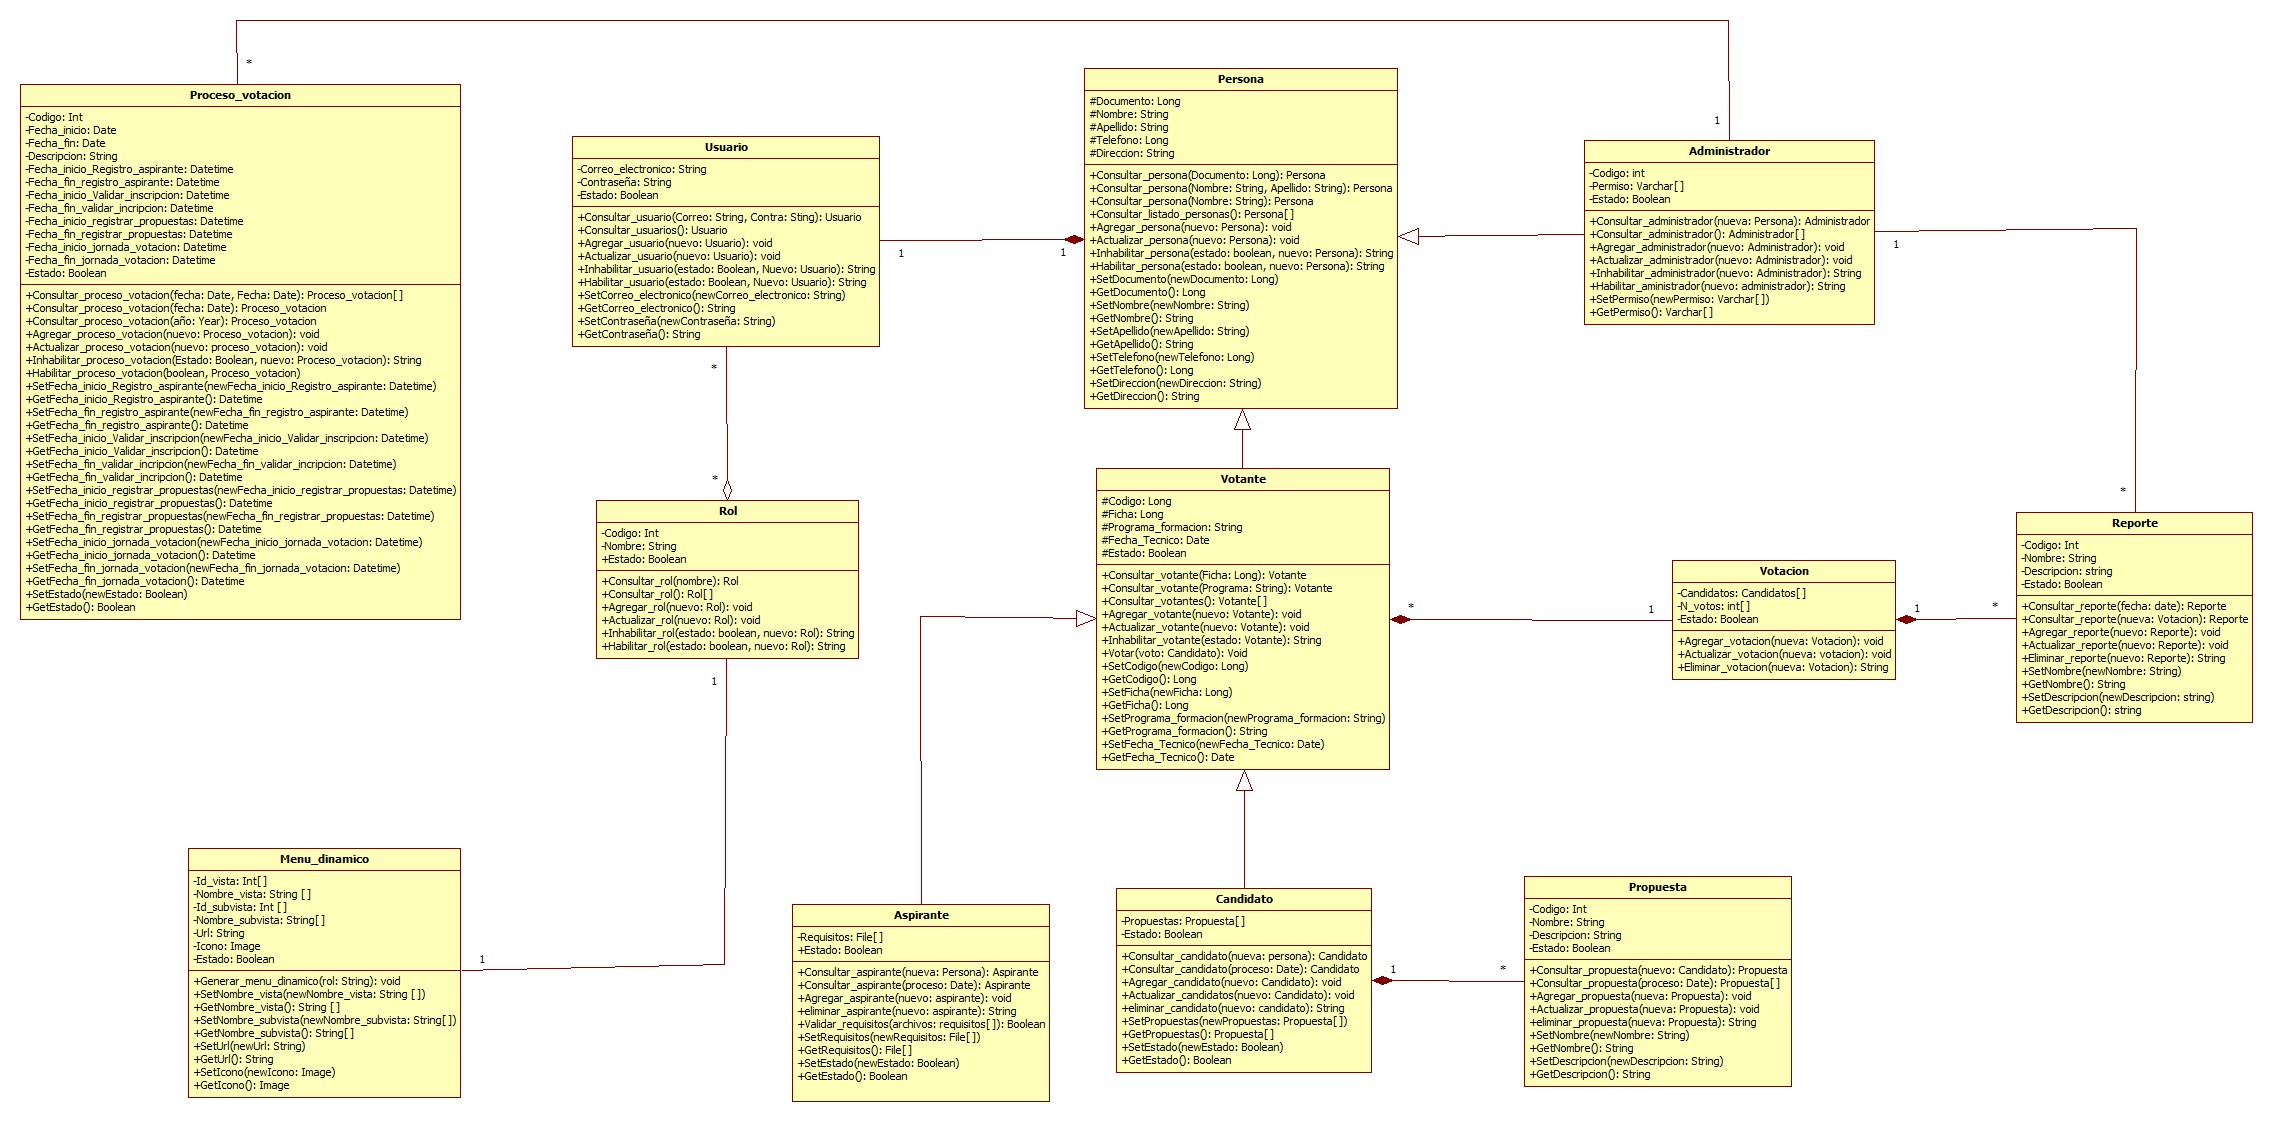 *
Proceso_votacion
-Codigo: Int
-Fecha_inicio: Date
-Fecha_fin: Date
-Descripcion: String
-Fecha_inicio_Registro_aspirante: Datetime
-Fecha_fin_registro_aspirante: Datetime
-Fecha_inicio_Validar_inscripcion: Datetime
-Fecha_fin_validar_incripcion: Datetime
-Fecha_inicio_registrar_propuestas: Datetime
-Fecha_fin_registrar_propuestas: Datetime
-Fecha_inicio_jornada_votacion: Datetime
-Fecha_fin_jornada_votacion: Datetime
-Estado: Boolean
+Consultar_proceso_votacion(fecha: Date, Fecha: Date): Proceso_votacion[]
+Consultar_proceso_votacion(fecha: Date): Proceso_votacion
+Consultar_proceso_votacion(año: Year): Proceso_votacion
+Agregar_proceso_votacion(nuevo: Proceso_votacion): void
+Actualizar_proceso_votacion(nuevo: proceso_votacion): void
+Inhabilitar_proceso_votacion(Estado: Boolean, nuevo: Proceso_votacion): String
+Habilitar_proceso_votacion(boolean, Proceso_votacion)
+SetFecha_inicio_Registro_aspirante(newFecha_inicio_Registro_aspirante: Datetime)
+GetFecha_inicio_Registro_aspirante(): Datetime
+SetFecha_fin_registro_aspirante(newFecha_fin_registro_aspirante: Datetime)
+GetFecha_fin_registro_aspirante(): Datetime
+SetFecha_inicio_Validar_inscripcion(newFecha_inicio_Validar_inscripcion: Datetime)
+GetFecha_inicio_Validar_inscripcion(): Datetime
+SetFecha_fin_validar_incripcion(newFecha_fin_validar_incripcion: Datetime)
+GetFecha_fin_validar_incripcion(): Datetime
+SetFecha_inicio_registrar_propuestas(newFecha_inicio_registrar_propuestas: Datetime)
+GetFecha_inicio_registrar_propuestas(): Datetime
+SetFecha_fin_registrar_propuestas(newFecha_fin_registrar_propuestas: Datetime)
+GetFecha_fin_registrar_propuestas(): Datetime
+SetFecha_inicio_jornada_votacion(newFecha_inicio_jornada_votacion: Datetime)
+GetFecha_inicio_jornada_votacion(): Datetime
+SetFecha_fin_jornada_votacion(newFecha_fin_jornada_votacion: Datetime)
+GetFecha_fin_jornada_votacion(): Datetime
+SetEstado(newEstado: Boolean)
+GetEstado(): Boolean
Usuario
-Correo_electronico: String
-Contraseña: String
-Estado: Boolean
+Consultar_usuario(Correo: String, Contra: Sting): Usuario
+Consultar_usuarios(): Usuario
+Agregar_usuario(nuevo: Usuario): void
+Actualizar_usuario(nuevo: Usuario): void
+Inhabilitar_usuario(estado: Boolean, Nuevo: Usuario): String
+Habilitar_usuario(estado: Boolean, Nuevo: Usuario): String
+SetCorreo_electronico(newCorreo_electronico: String)
+GetCorreo_electronico(): String
+SetContraseña(newContraseña: String)
+GetContraseña(): String
1
1
*
*
Persona
#Documento: Long
#Nombre: String
#Apellido: String
#Telefono: Long
#Direccion: String
+Consultar_persona(Documento: Long): Persona
+Consultar_persona(Nombre: String, Apellido: String): Persona
+Consultar_persona(Nombre: String): Persona
+Consultar_listado_personas(): Persona[]
+Agregar_persona(nuevo: Persona): void
+Actualizar_persona(nuevo: Persona): void
+Inhabilitar_persona(estado: boolean, nuevo: Persona): String
+Habilitar_persona(estado: boolean, nuevo: Persona): String
+SetDocumento(newDocumento: Long)
+GetDocumento(): Long
+SetNombre(newNombre: String)
+GetNombre(): String
+SetApellido(newApellido: String)
+GetApellido(): String
+SetTelefono(newTelefono: Long)
+GetTelefono(): Long
+SetDireccion(newDireccion: String)
+GetDireccion(): String
1
Administrador
-Codigo: int
-Permiso: Varchar[]
-Estado: Boolean
+Consultar_administrador(nueva: Persona): Administrador
+Consultar_administrador(): Administrador[]
+Agregar_administrador(nuevo: Administrador): void
+Actualizar_administrador(nuevo: Administrador): void
+Inhabilitar_administrador(nuevo: Administrador): String
+Habilitar_aministrador(nuevo: administrador): String
+SetPermiso(newPermiso: Varchar[])
+GetPermiso(): Varchar[]
1
*
Rol
-Codigo: Int
-Nombre: String
+Estado: Boolean
+Consultar_rol(nombre): Rol
+Consultar_rol(): Rol[]
+Agregar_rol(nuevo: Rol): void
+Actualizar_rol(nuevo: Rol): void
+Inhabilitar_rol(estado: boolean, nuevo: Rol): String
+Habilitar_rol(estado: boolean, nuevo: Rol): String
1
Votante
#Codigo: Long
#Ficha: Long
#Programa_formacion: String
#Fecha_Tecnico: Date
#Estado: Boolean
+Consultar_votante(Ficha: Long): Votante
+Consultar_votante(Programa: String): Votante
+Consultar_votantes(): Votante[]
+Agregar_votante(nuevo: Votante): void
+Actualizar_votante(nuevo: Votante): void
+Inhabilitar_votante(estado: Votante): String
+Votar(voto: Candidato): Void
+SetCodigo(newCodigo: Long)
+GetCodigo(): Long
+SetFicha(newFicha: Long)
+GetFicha(): Long
+SetPrograma_formacion(newPrograma_formacion: String)
+GetPrograma_formacion(): String
+SetFecha_Tecnico(newFecha_Tecnico: Date)
+GetFecha_Tecnico(): Date
*
1
Votacion
-Candidatos: Candidatos[]
-N_votos: int[]
-Estado: Boolean
+Agregar_votacion(nueva: Votacion): void
+Actualizar_votacion(nueva: votacion): void
+Eliminar_votacion(nueva: Votacion): String
1
*
Reporte
-Codigo: Int
-Nombre: String
-Descripcion: string
-Estado: Boolean
+Consultar_reporte(fecha: date): Reporte
+Consultar_reporte(nueva: Votacion): Reporte
+Agregar_reporte(nuevo: Reporte): void
+Actualizar_reporte(nuevo: Reporte): void
+Eliminar_reporte(nuevo: Reporte): String
+SetNombre(newNombre: String)
+GetNombre(): String
+SetDescripcion(newDescripcion: string)
+GetDescripcion(): string
Menu_dinamico
-Id_vista: Int[]
-Nombre_vista: String []
-Id_subvista: Int []
-Nombre_subvista: String[]
-Url: String
-Icono: Image
-Estado: Boolean
+Generar_menu_dinamico(rol: String): void
+SetNombre_vista(newNombre_vista: String [])
+GetNombre_vista(): String []
+SetNombre_subvista(newNombre_subvista: String[])
+GetNombre_subvista(): String[]
+SetUrl(newUrl: String)
+GetUrl(): String
+SetIcono(newIcono: Image)
+GetIcono(): Image
1
Aspirante
-Requisitos: File[]
+Estado: Boolean
+Consultar_aspirante(nueva: Persona): Aspirante
+Consultar_aspirante(proceso: Date): Aspirante
+Agregar_aspirante(nuevo: aspirante): void
+eliminar_aspirante(nuevo: aspirante): String
+Validar_requisitos(archivos: requisitos[]): Boolean
+SetRequisitos(newRequisitos: File[])
+GetRequisitos(): File[]
+SetEstado(newEstado: Boolean)
+GetEstado(): Boolean
Candidato
-Propuestas: Propuesta[]
-Estado: Boolean
+Consultar_candidato(nueva: persona): Candidato
+Consultar_candidato(proceso: Date): Candidato
+Agregar_candidato(nuevo: Candidato): void
+Actualizar_candidatos(nuevo: Candidato): void
+eliminar_candidato(nuevo: candidato): String
+SetPropuestas(newPropuestas: Propuesta[])
+GetPropuestas(): Propuesta[]
+SetEstado(newEstado: Boolean)
+GetEstado(): Boolean
1
*
Propuesta
-Codigo: Int
-Nombre: String
-Descripcion: String
-Estado: Boolean
+Consultar_propuesta(nuevo: Candidato): Propuesta
+Consultar_propuesta(proceso: Date): Propuesta[]
+Agregar_propuesta(nueva: Propuesta): void
+Actualizar_propuesta(nueva: Propuesta): void
+eliminar_propuesta(nueva: Propuesta): String
+SetNombre(newNombre: String)
+GetNombre(): String
+SetDescripcion(newDescripcion: String)
+GetDescripcion(): String